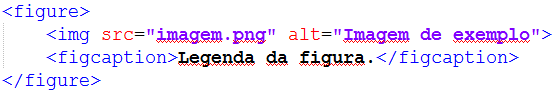 <figure>
<img src="imagem.png" alt="Imagem de exemplo">
<figcaption>Legenda da figura.</figcaption>
</figure>